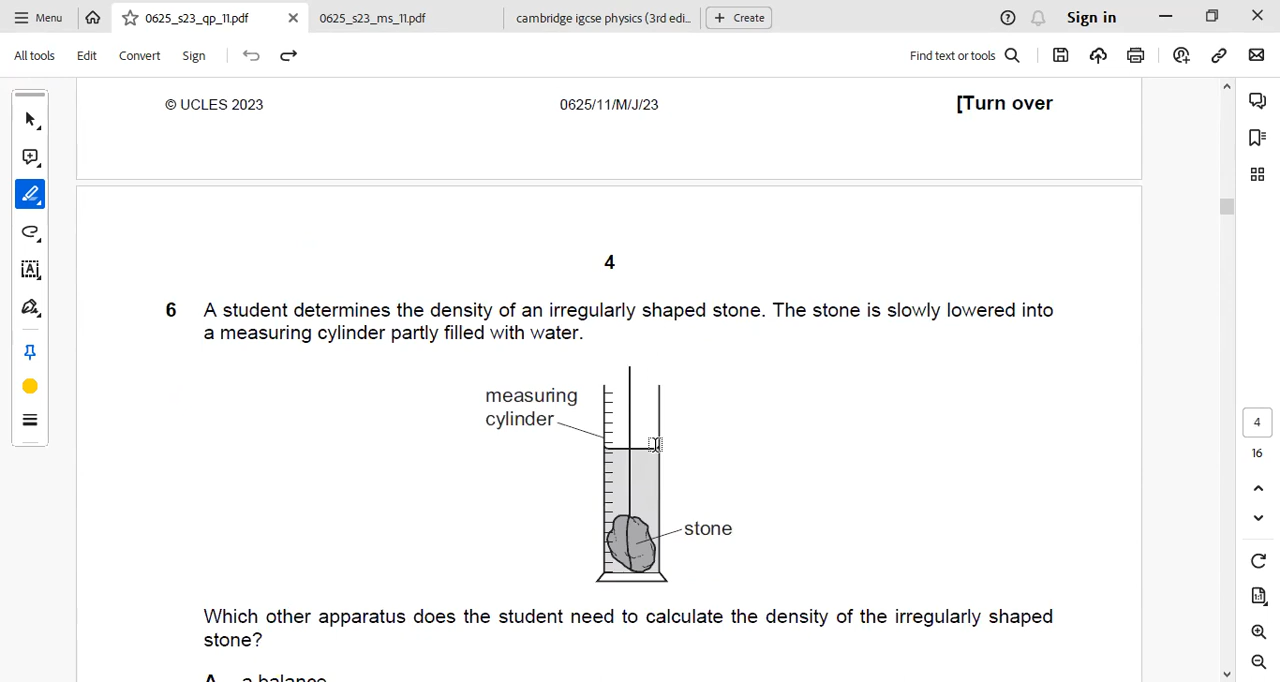 Menu
0625_s23_qp_11.pdf
0625_s23_ms_11.pdf
cambridge igcse physics (3rd edi...
Create
Sign in
All tools
Edit
Convert
Sign
Find text or tools
© UCLES 2023
0625/11/M/J/23
[Turn over
4
6 A student determines the density of an irregularly shaped stone. The stone is slowly lowered into
a measuring cylinder partly filled with water.
measuring
cylinder
stone
Which other apparatus does the student need to calculate the density of the irregularly shaped
stone?
A a balance
4
16